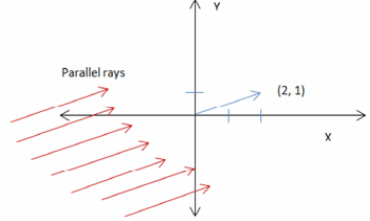 Y
Parallel rays
(2, 1)
X